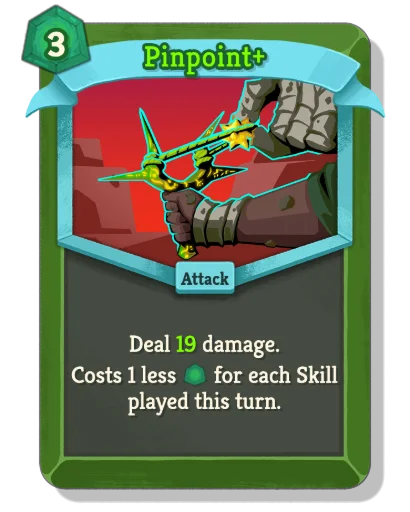 3
Pinpoint+
Attack
Deal 19 damage.
Costs 1 less for each Skill
played this turn.